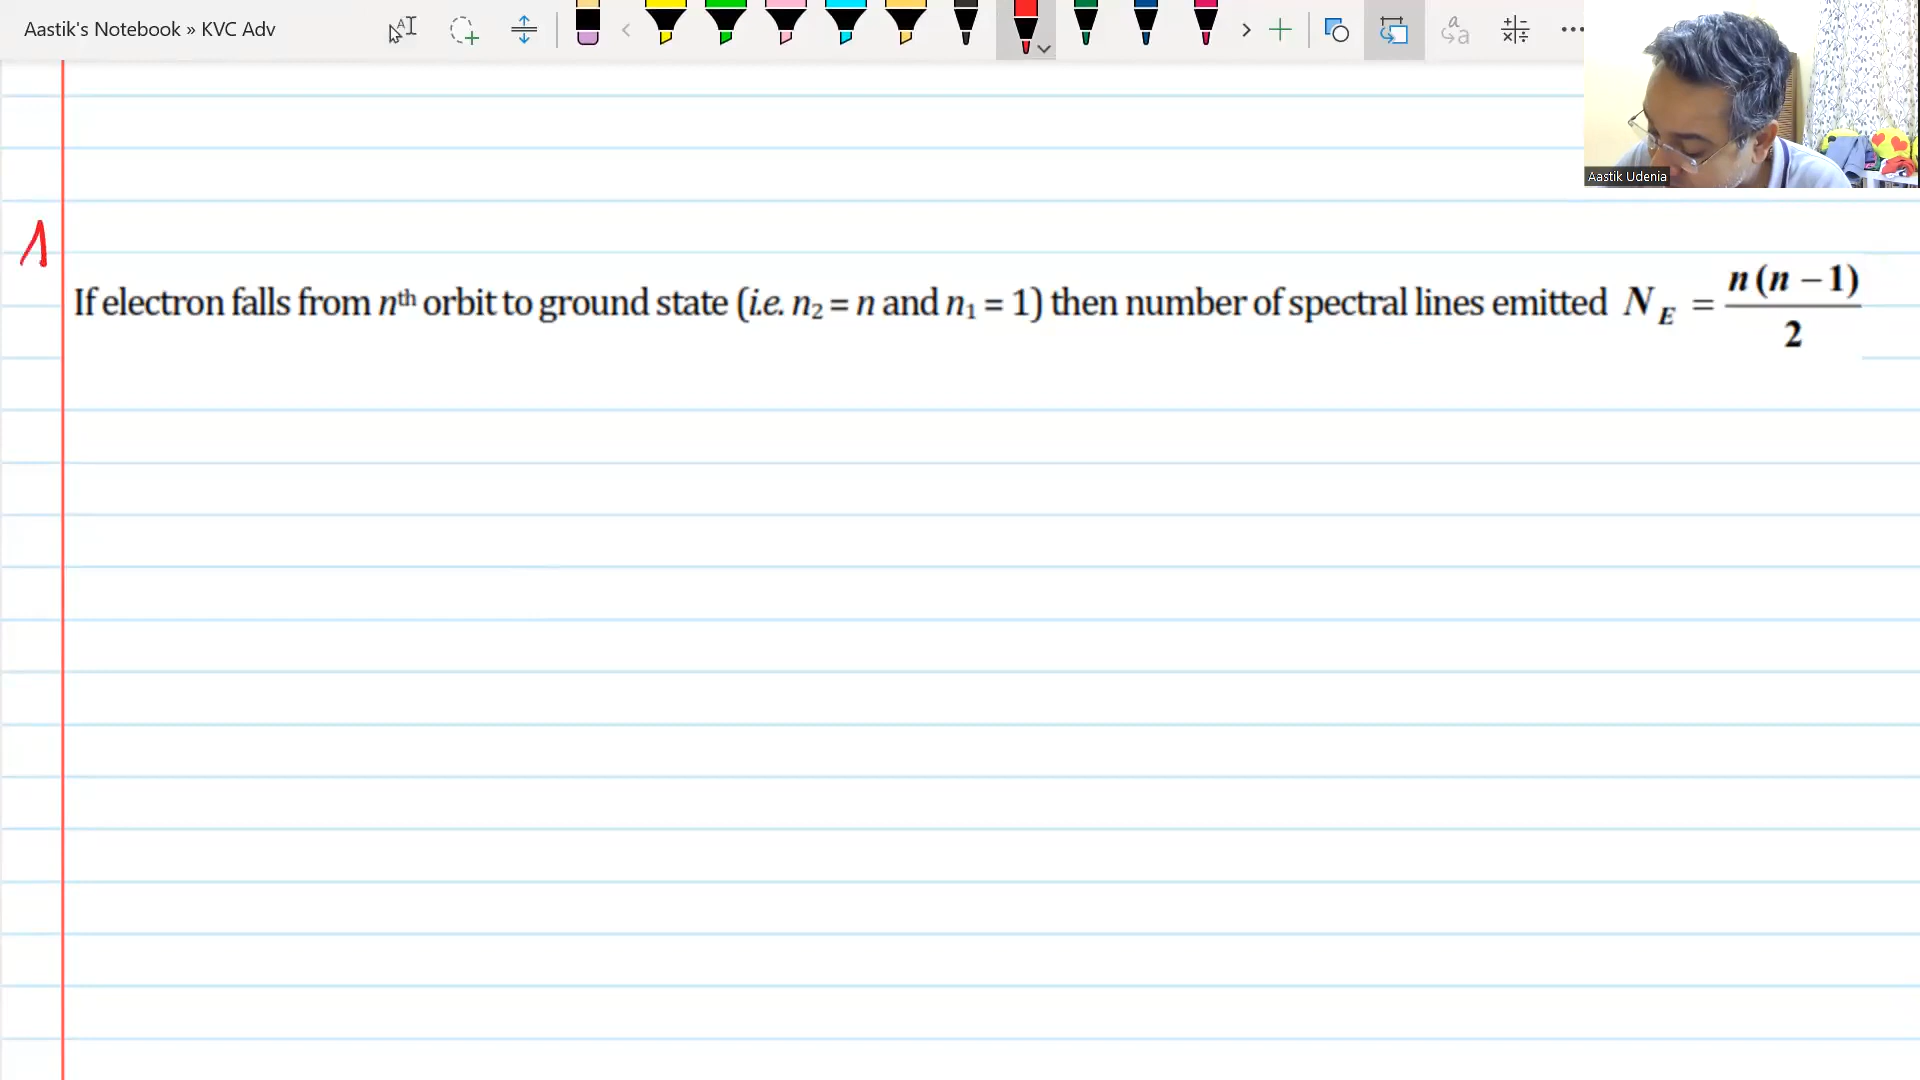 Aastik's Notebook » KVC Adv
Aastik Udenia
1
If electron falls from nth orbit to ground state (i.e. n₂ = n and n₁ = 1) then number of spectral lines emitted N_E = n(n – 1)/2